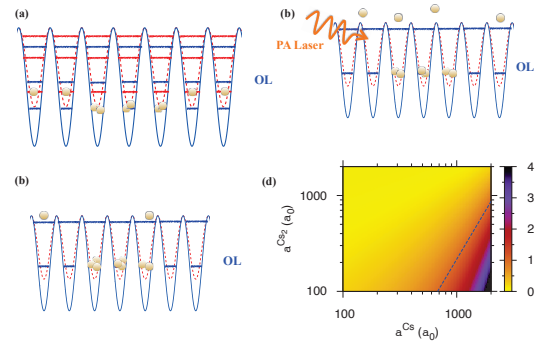 (a)
OL
(b)
PA Laser
OL
(b)
OL
(d)
a^Cs_2 (a_0)
1000
100
100
1000
a^Cs (a_0)
4
3
2
1
0